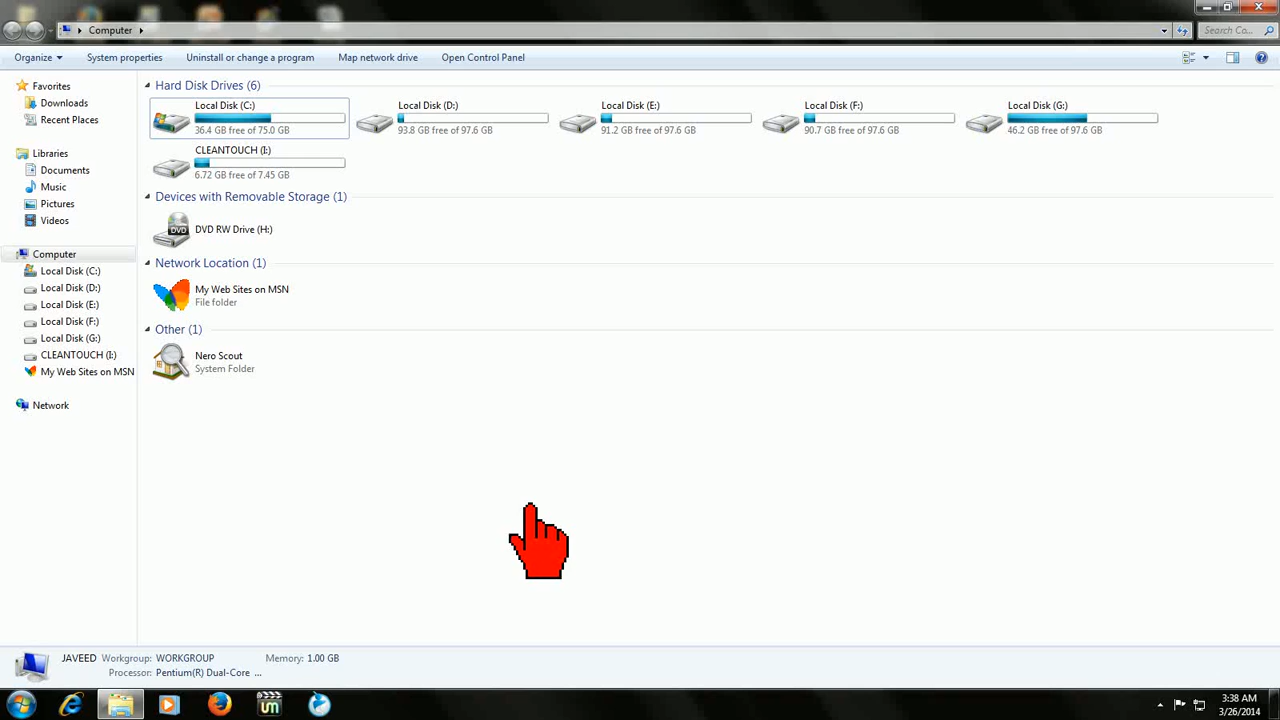 Computer
Search Co...
Organize
System properties
Uninstall or change a program
Map network drive
Open Control Panel
Favorites
Downloads
Recent Places
Libraries
Documents
Music
Pictures
Videos
Computer
Local Disk (C:)
Local Disk (D:)
Local Disk (E:)
Local Disk (F:)
Local Disk (G:)
CLEANTOUCH (I:)
My Web Sites on MSN
Network
Hard Disk Drives (6)
Local Disk (C:)
36.4 GB free of 75.0 GB
Local Disk (D:)
93.8 GB free of 97.6 GB
Local Disk (E:)
91.2 GB free of 97.6 GB
Local Disk (F:)
90.7 GB free of 97.6 GB
Local Disk (G:)
46.2 GB free of 97.6 GB
CLEANTOUCH (I:)
6.72 GB free of 7.45 GB
Devices with Removable Storage (1)
DVD
DVD RW Drive (H:)
Network Location (1)
My Web Sites on MSN
File folder
Other (1)
Nero Scout
System Folder
JAVEED Workgroup: WORKGROUP Memory: 1.00 GB
Processor: Pentium(R) Dual-Core ...
um
3:38 AM
3/26/2014